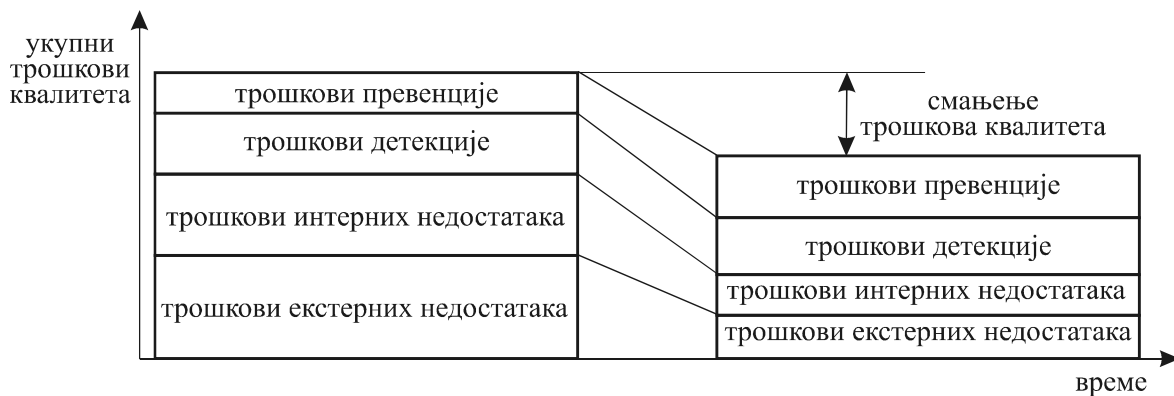 укупни
трошкови
квалитета
трошкови превенције
трошкови детекције
трошкови интерних недостатака
трошкови екстерних недостатака
смањење
трошкова квалитета
трошкови превенције
трошкови детекције
трошкови интерних недостатака
трошкови екстерних недостатака
време